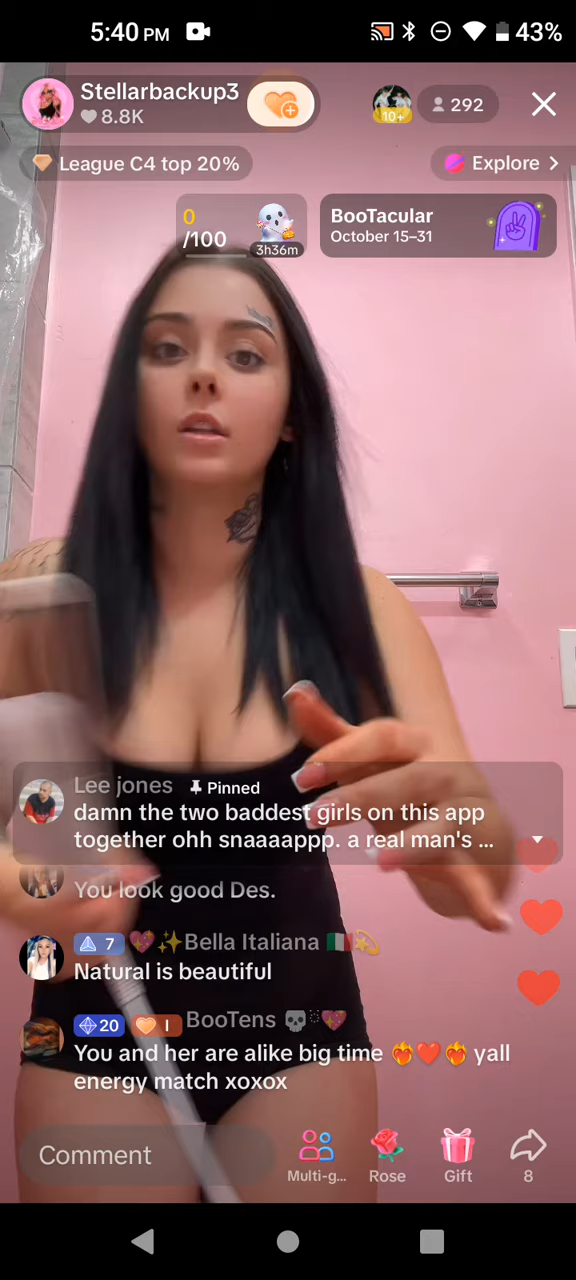 5:40 PM
43%
Stellarbackup3
8.8K
10+
292
League C4 top 20%
Explore >
0
/100
3h36m
BooTacular
October 15–31
Lee jones Pinned
damn the two baddest girls on this app
together ohh snaaaappp. a real man's ...
You look good Des.
7 💖✨Bella Italiana 🇮🇹💫
Natural is beautiful
20 I BooTens 💀💖
You and her are alike big time ❤️‍🔥❤️❤️‍🔥 yall
energy match xoxox
Comment
Multi-g...
Rose
Gift
8